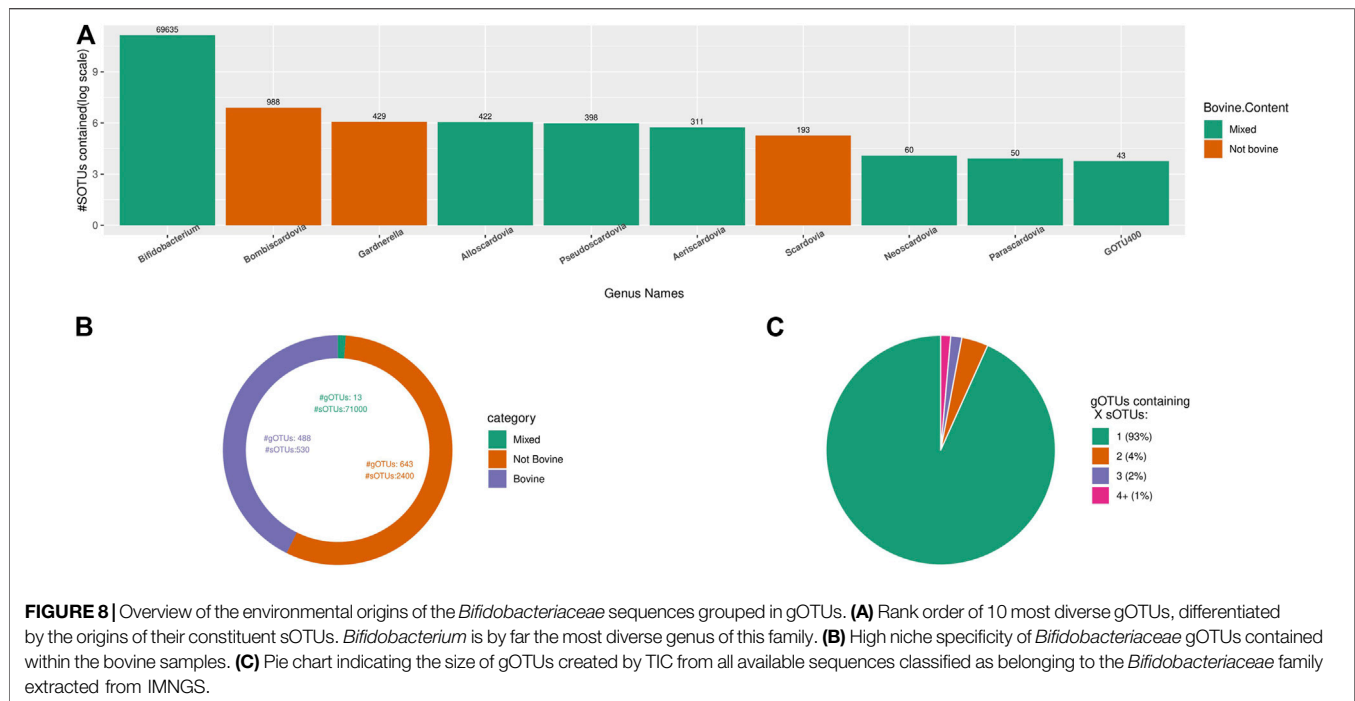 A
69635
988
429
422
398
311
193
60
50
43
#SOTUs contained(log scale)
9
6
3
0
Bifidobacterium
Bombiscardovia
Gardnerella
Alloscardovia
Pseudoscardovia
Aeriscardovia
Scardovia
Neoscardovia
Parascardovia
GOTU400
Genus Names
Bovine.Content
Mixed
Not bovine
B
#gOTUs: 13
#sOTUs:71000
#gOTUs: 488
#sOTUs:530
#gOTUs: 643
#sOTUs:2400
category
Mixed
Not Bovine
Bovine
C
gOTUs containing
X sOTUs:
1 (93%)
2 (4%)
3 (2%)
4+ (1%)
FIGURE 8 | Overview of the environmental origins of the Bifidobacteriaceae sequences grouped in gOTUs. (A) Rank order of 10 most diverse gOTUs, differentiated
by the origins of their constituent sOTUs. Bifidobacterium is by far the most diverse genus of this family. (B) High niche specificity of Bifidobacteriaceae gOTUs contained
within the bovine samples. (C) Pie chart indicating the size of gOTUs created by TIC from all available sequences classified as belonging to the Bifidobacteriaceae family
extracted from IMNGS.